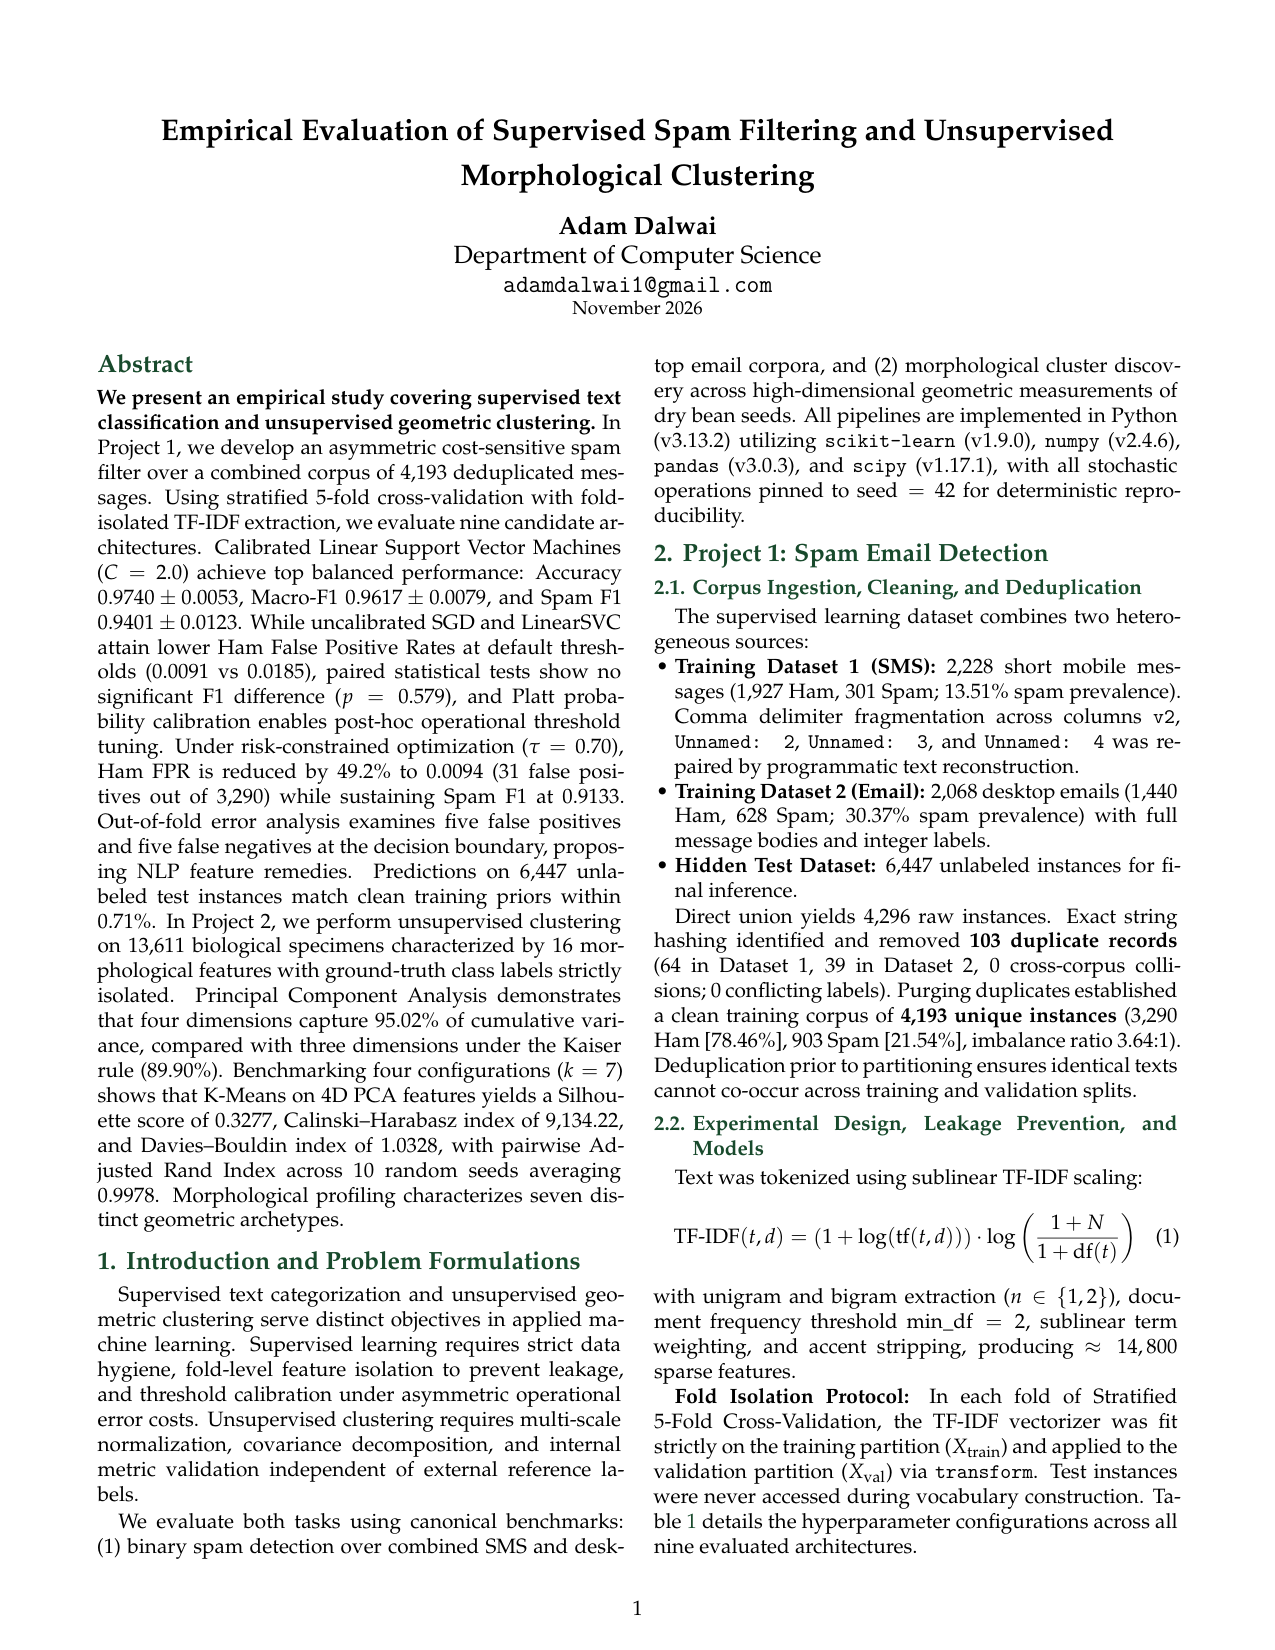 Empirical Evaluation of Supervised Spam Filtering and Unsupervised
Morphological Clustering
Adam Dalwai
Department of Computer Science
adamdalwai1@gmail.com
November 2026
Abstract
We present an empirical study covering supervised text
classification and unsupervised geometric clustering. In
Project 1, we develop an asymmetric cost-sensitive spam
filter over a combined corpus of 4,193 deduplicated mes-
sages. Using stratified 5-fold cross-validation with fold-
isolated TF-IDF extraction, we evaluate nine candidate ar-
chitectures. Calibrated Linear Support Vector Machines
(C = 2.0) achieve top balanced performance: Accuracy
0.9740 ± 0.0053, Macro-F1 0.9617 ± 0.0079, and Spam F1
0.9401 ± 0.0123. While uncalibrated SGD and LinearSVC
attain lower Ham False Positive Rates at default thresh-
olds (0.0091 vs 0.0185), paired statistical tests show no
significant F1 difference (p = 0.579), and Platt proba-
bility calibration enables post-hoc operational threshold
tuning. Under risk-constrained optimization (τ = 0.70),
Ham FPR is reduced by 49.2% to 0.0094 (31 false posi-
tives out of 3,290) while sustaining Spam F1 at 0.9133.
Out-of-fold error analysis examines five false positives
and five false negatives at the decision boundary, propos-
ing NLP feature remedies. Predictions on 6,447 unla-
beled test instances match clean training priors within
0.71%. In Project 2, we perform unsupervised clustering
on 13,611 biological specimens characterized by 16 mor-
phological features with ground-truth class labels strictly
isolated. Principal Component Analysis demonstrates
that four dimensions capture 95.02% of cumulative vari-
ance, compared with three dimensions under the Kaiser
rule (89.90%). Benchmarking four configurations (k = 7)
shows that K-Means on 4D PCA features yields a Silhou-
ette score of 0.3277, Calinski–Harabasz index of 9,134.22,
and Davies–Bouldin index of 1.0328, with pairwise Ad-
justed Rand Index across 10 random seeds averaging
0.9978. Morphological profiling characterizes seven dis-
tinct geometric archetypes.
1. Introduction and Problem Formulations
Supervised text categorization and unsupervised geo-
metric clustering serve distinct objectives in applied ma-
chine learning. Supervised learning requires strict data
hygiene, fold-level feature isolation to prevent leakage,
and threshold calibration under asymmetric operational
error costs. Unsupervised clustering requires multi-scale
normalization, covariance decomposition, and internal
metric validation independent of external reference la-
bels.
We evaluate both tasks using canonical benchmarks:
(1) binary spam detection over combined SMS and desk-
top email corpora, and (2) morphological cluster discov-
ery across high-dimensional geometric measurements of
dry bean seeds. All pipelines are implemented in Python
(v3.13.2) utilizing scikit-learn (v1.9.0), numpy (v2.4.6),
pandas (v3.0.3), and scipy (v1.17.1), with all stochastic
operations pinned to seed = 42 for deterministic repro-
ducibility.
2. Project 1: Spam Email Detection
2.1. Corpus Ingestion, Cleaning, and Deduplication
The supervised learning dataset combines two hetero-
geneous sources:
• Training Dataset 1 (SMS): 2,228 short mobile mes-
sages (1,927 Ham, 301 Spam; 13.51% spam prevalence).
Comma delimiter fragmentation across columns v2,
Unnamed: 2, Unnamed: 3, and Unnamed: 4 was re-
paired by programmatic text reconstruction.
• Training Dataset 2 (Email): 2,068 desktop emails (1,440
Ham, 628 Spam; 30.37% spam prevalence) with full
message bodies and integer labels.
• Hidden Test Dataset: 6,447 unlabeled instances for fi-
nal inference.
Direct union yields 4,296 raw instances. Exact string
hashing identified and removed 103 duplicate records
(64 in Dataset 1, 39 in Dataset 2, 0 cross-corpus colli-
sions; 0 conflicting labels). Purging duplicates established
a clean training corpus of 4,193 unique instances (3,290
Ham [78.46%], 903 Spam [21.54%], imbalance ratio 3.64:1).
Deduplication prior to partitioning ensures identical texts
cannot co-occur across training and validation splits.
2.2. Experimental Design, Leakage Prevention, and
Models
Text was tokenized using sublinear TF-IDF scaling:
TF-IDF(t, d) = (1 + log(tf(t, d))) · log ( (1 + N) / (1 + df(t)) ) (1)
with unigram and bigram extraction (n ∈ {1, 2}), docu-
ment frequency threshold min_df = 2, sublinear term
weighting, and accent stripping, producing ≈ 14,800
sparse features.
Fold Isolation Protocol: In each fold of Stratified
5-Fold Cross-Validation, the TF-IDF vectorizer was fit
strictly on the training partition (Xtrain) and applied to the
validation partition (Xval) via transform. Test instances
were never accessed during vocabulary construction. Ta-
ble 1 details the hyperparameter configurations across all
nine evaluated architectures.
1